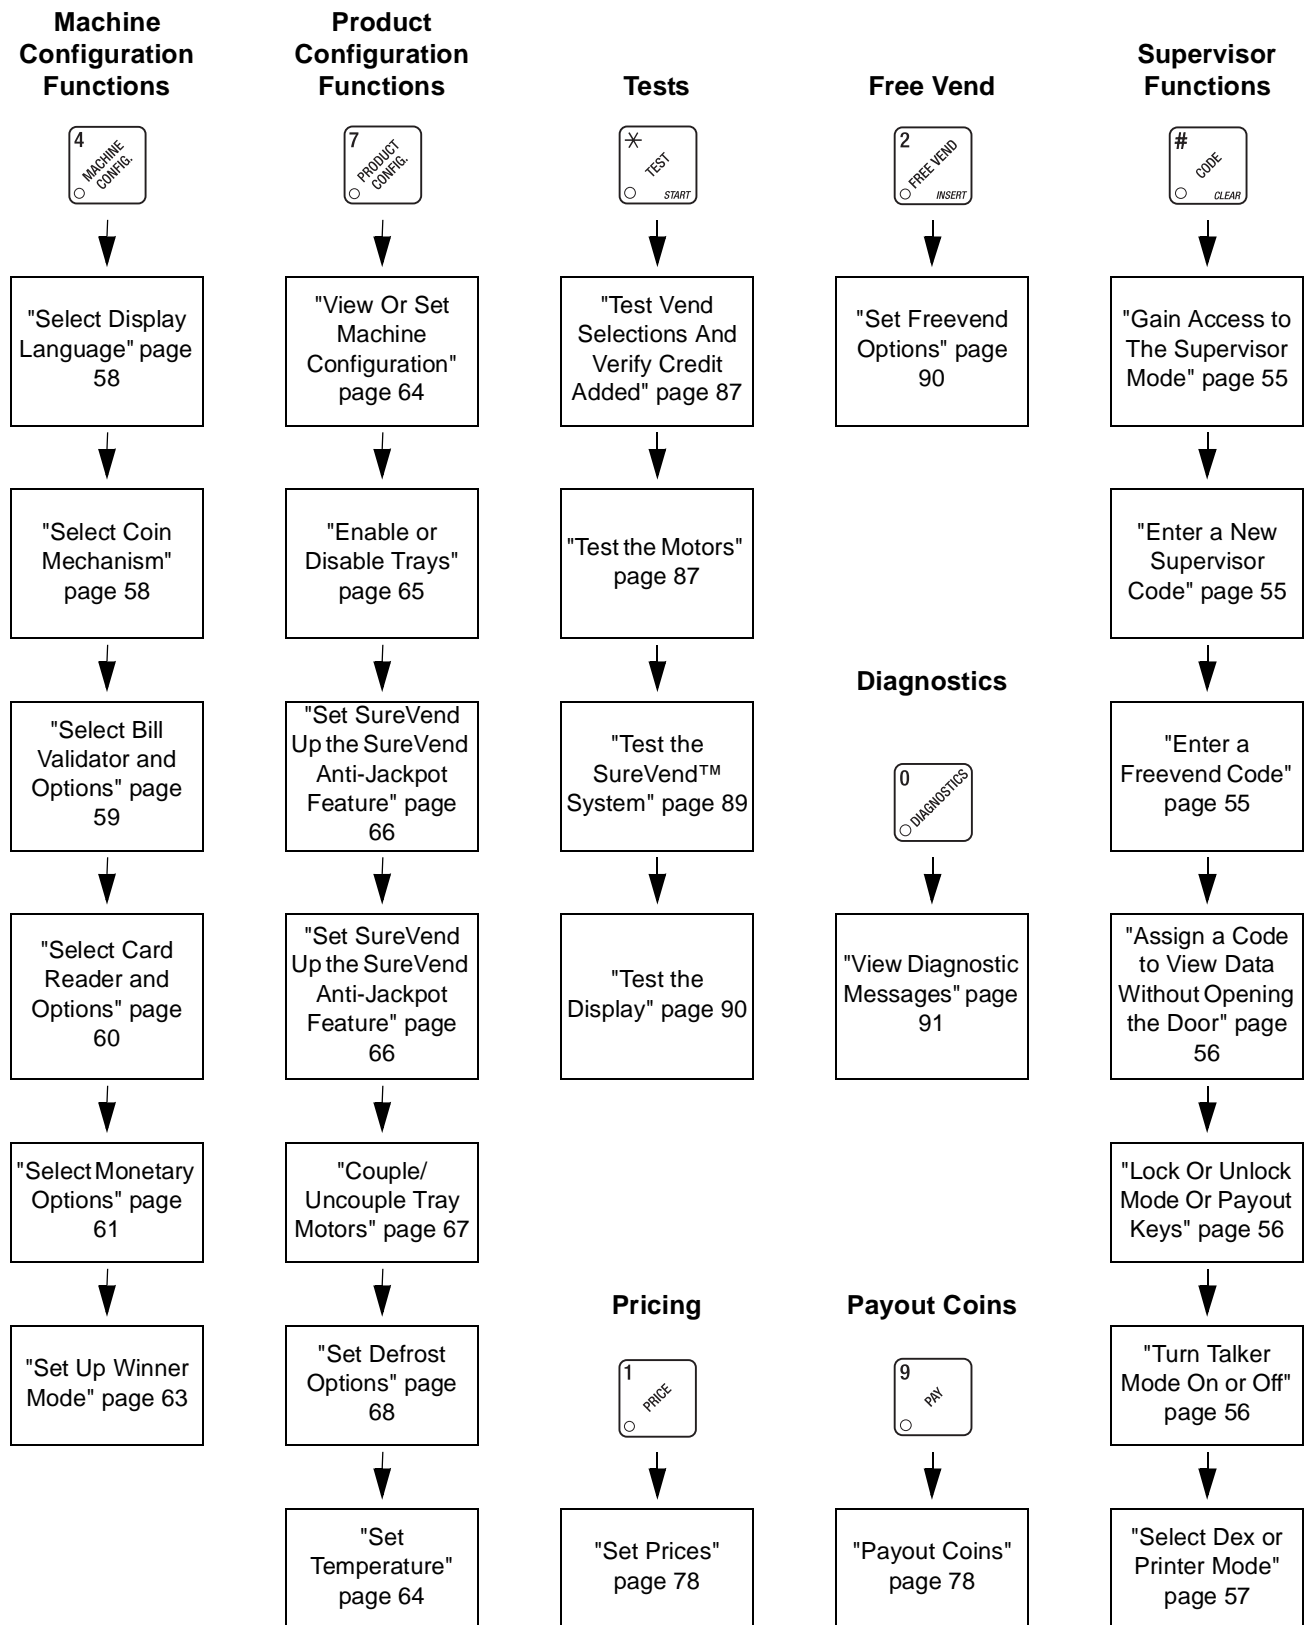 Machine
Configuration
Functions
4
MACHINE
CONFIG.
"Select Display
Language" page
58
"Select Coin
Mechanism"
page 58
"Select Bill
Validator and
Options" page
59
"Select Card
Reader and
Options" page
60
"Select Monetary
Options" page
61
"Set Up Winner
Mode" page 63
Product
Configuration
Functions
7
PRODUCT
CONFIG.
"View Or Set
Machine
Configuration"
page 64
"Enable or
Disable Trays"
page 65
"Set SureVend
Up the SureVend
Anti-Jackpot
Feature" page
66
"Set SureVend
Up the SureVend
Anti-Jackpot
Feature" page
66
"Couple/
Uncouple Tray
Motors" page 67
"Set Defrost
Options" page
68
"Set
Temperature"
page 64
Tests
*
TEST
START
"Test Vend
Selections And
Verify Credit
Added" page 87
"Test the Motors"
page 87
"Test the
SureVend™
System" page 89
"Test the
Display" page 90
Pricing
1
PRICE
"Set Prices"
page 78
Free Vend
2
FREE VEND
INSERT
"Set Freevend
Options" page
90
Diagnostics
0
DIAGNOSTICS
"View Diagnostic
Messages" page
91
Payout Coins
9
PAY
"Payout Coins"
page 78
Supervisor
Functions
#
CODE
CLEAR
"Gain Access to
The Supervisor
Mode" page 55
"Enter a New
Supervisor
Code" page 55
"Enter a
Freevend Code"
page 55
"Assign a Code
to View Data
Without Opening
the Door" page
56
"Lock Or Unlock
Mode Or Payout
Keys" page 56
"Turn Talker
Mode On or Off"
page 56
"Select Dex or
Printer Mode"
page 57